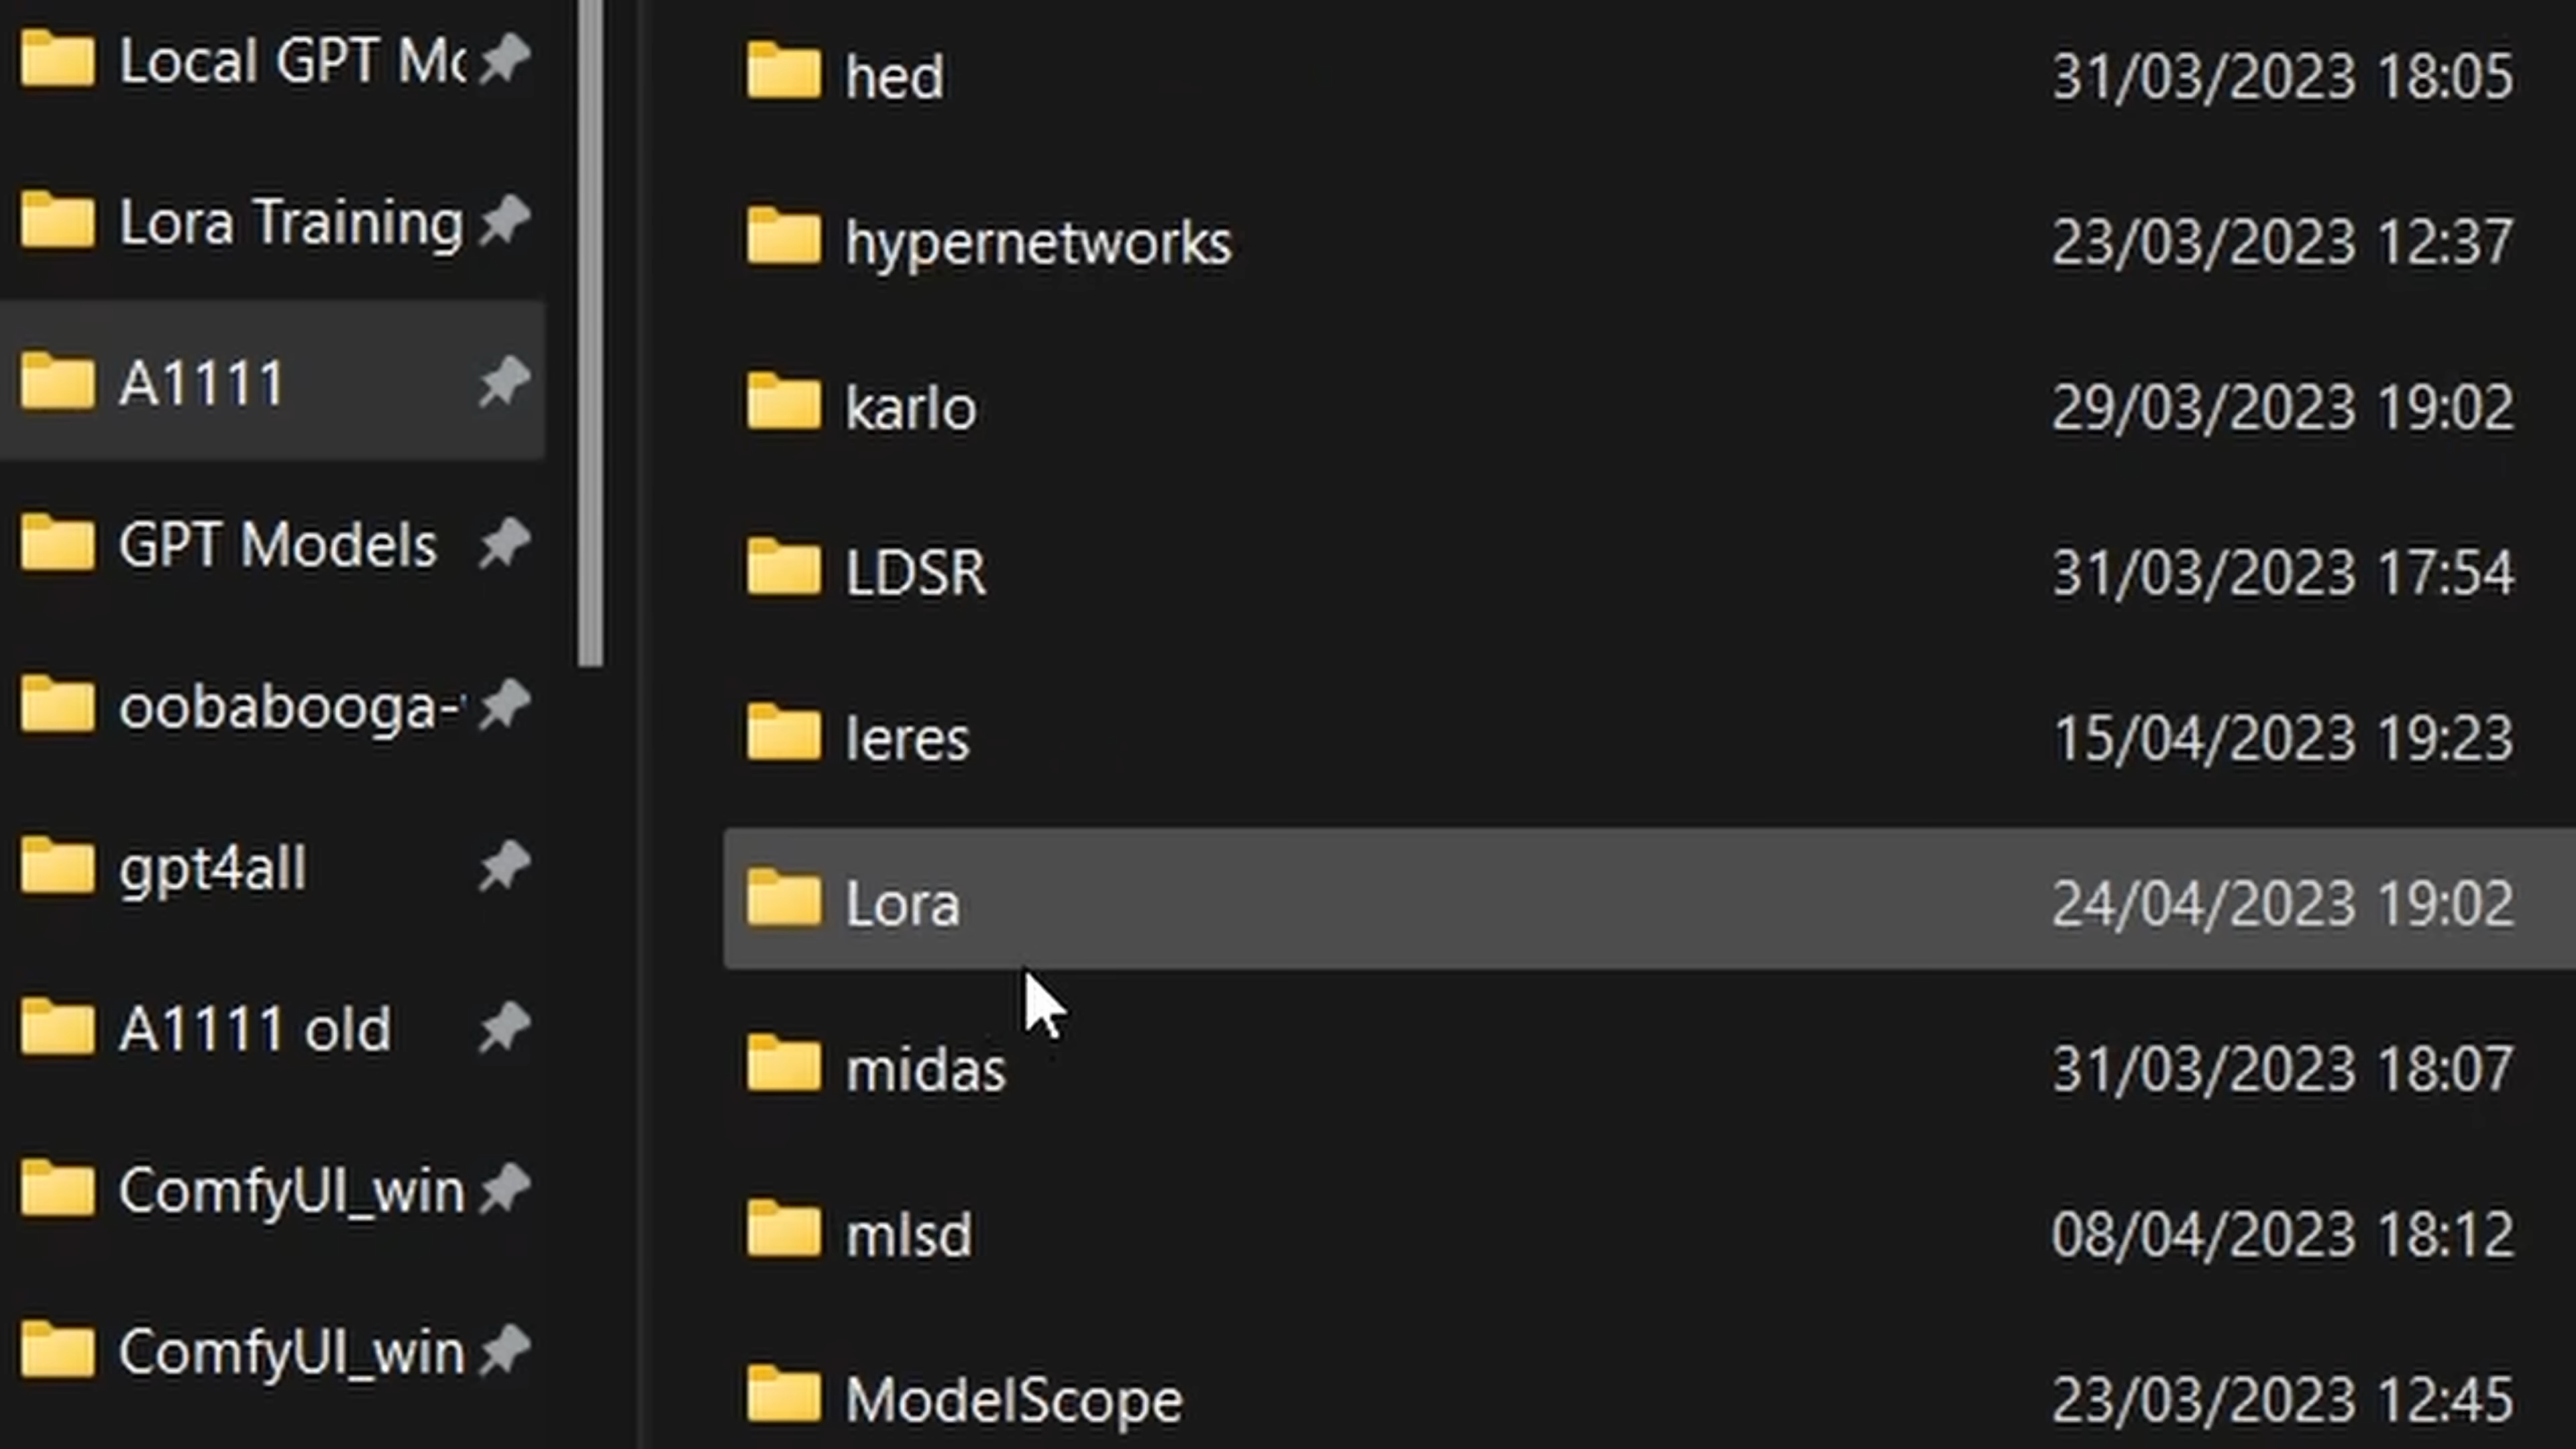 Local GPT
Lora Training
A1111
GPT Models
oobabooga-
gpt4all
A1111 old
ComfyUI_win
ComfyUI_win
hed 31/03/2023 18:05
hypernetworks 23/03/2023 12:37
karlo 29/03/2023 19:02
LDSR 31/03/2023 17:54
leres 15/04/2023 19:23
Lora 24/04/2023 19:02
midas 31/03/2023 18:07
mlsd 08/04/2023 18:12
ModelScope 23/03/2023 12:45